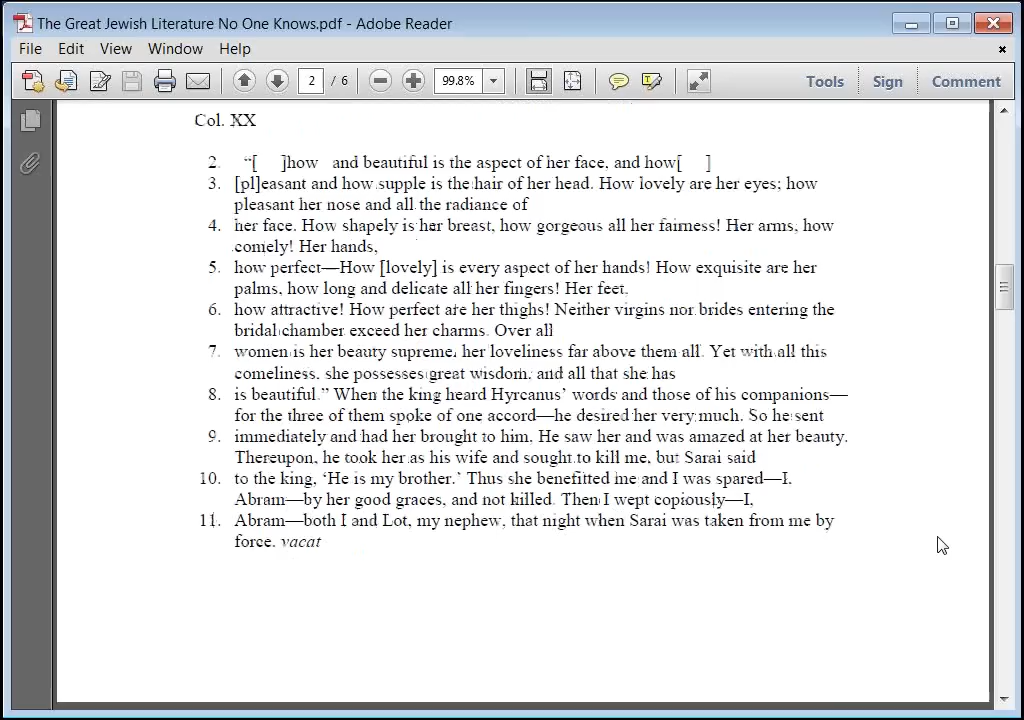 The Great Jewish Literature No One Knows.pdf - Adobe Reader
File Edit View Window Help
2 / 6 99.8% Tools Sign Comment
Col. XX
2. "[ ]how and beautiful is the aspect of her face, and how[ ]
3. [pl]easant and how supple is the hair of her head. How lovely are her eyes; how
pleasant her nose and all the radiance of
4. her face. How shapely is her breast, how gorgeous all her fairness! Her arms, how
comely! Her hands,
5. how perfect—How [lovely] is every aspect of her hands! How exquisite are her
palms, how long and delicate all her fingers! Her feet,
6. how attractive! How perfect are her thighs! Neither virgins nor brides entering the
bridal chamber exceed her charms. Over all
7. women is her beauty supreme, her loveliness far above them all. Yet with all this
comeliness, she possesses great wisdom, and all that she has
8. is beautiful." When the king heard Hyrcanus' words and those of his companions—
for the three of them spoke of one accord—he desired her very much. So he sent
9. immediately and had her brought to him. He saw her and was amazed at her beauty.
Thereupon, he took her as his wife and sought to kill me, but Sarai said
10. to the king, 'He is my brother.' Thus she benefitted me and I was spared—I,
Abram—by her good graces, and not killed. Then I wept copiously—I,
11. Abram—both I and Lot, my nephew, that night when Sarai was taken from me by
force. vacat